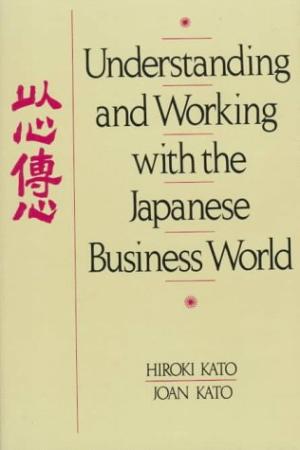 以心傳心
Understanding
and Working
with the
Japanese
Business World
HIROKI KATO
JOAN KATO